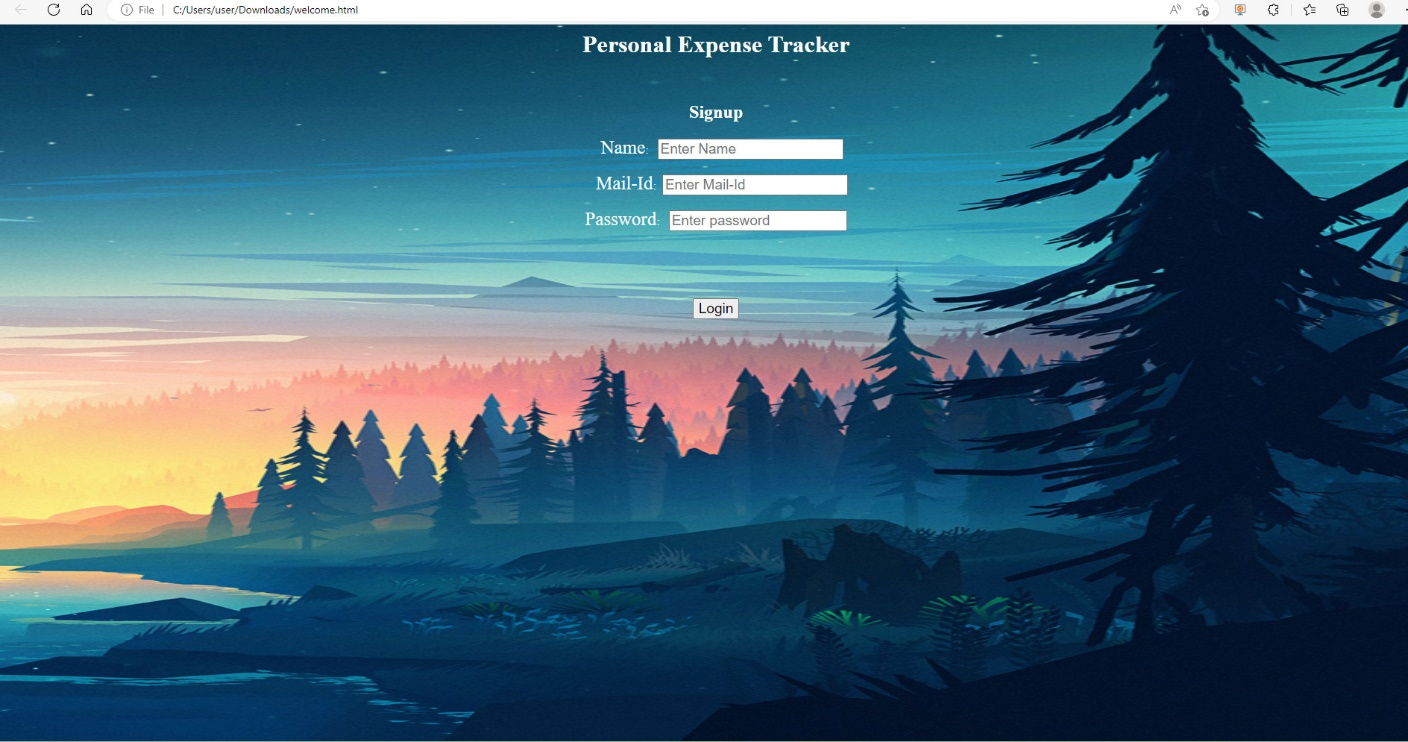 File | C:/Users/user/Downloads/welcome.html
Personal Expense Tracker
Signup
Name: Enter Name
Mail-Id: Enter Mail-Id
Password: Enter password
Login